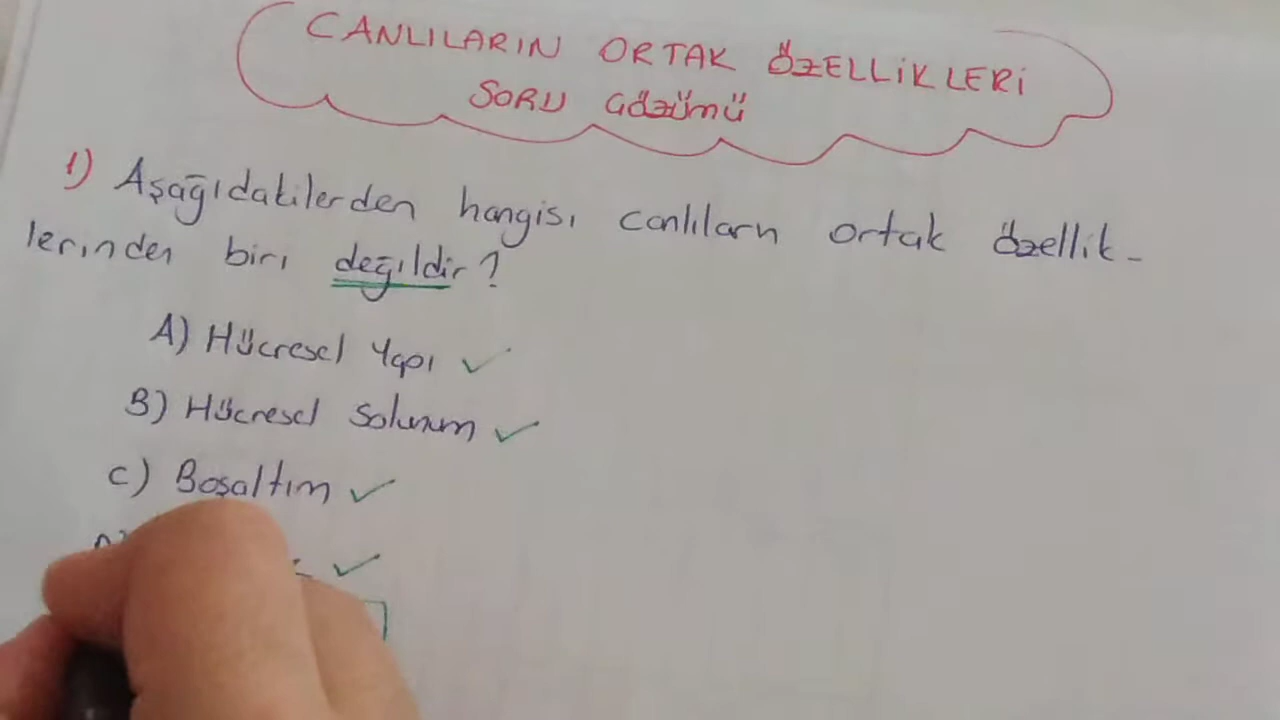 CANLILARIN ORTAK ÖZELLİKLERİ
SORU ÇÖZÜMÜ
1) Aşağıdakilerden hangisi canlıların ortak özellik-
lerinden biri değildir?
A) Hücresel Yapı
B) Hücresel Solunum
C) Boşaltım